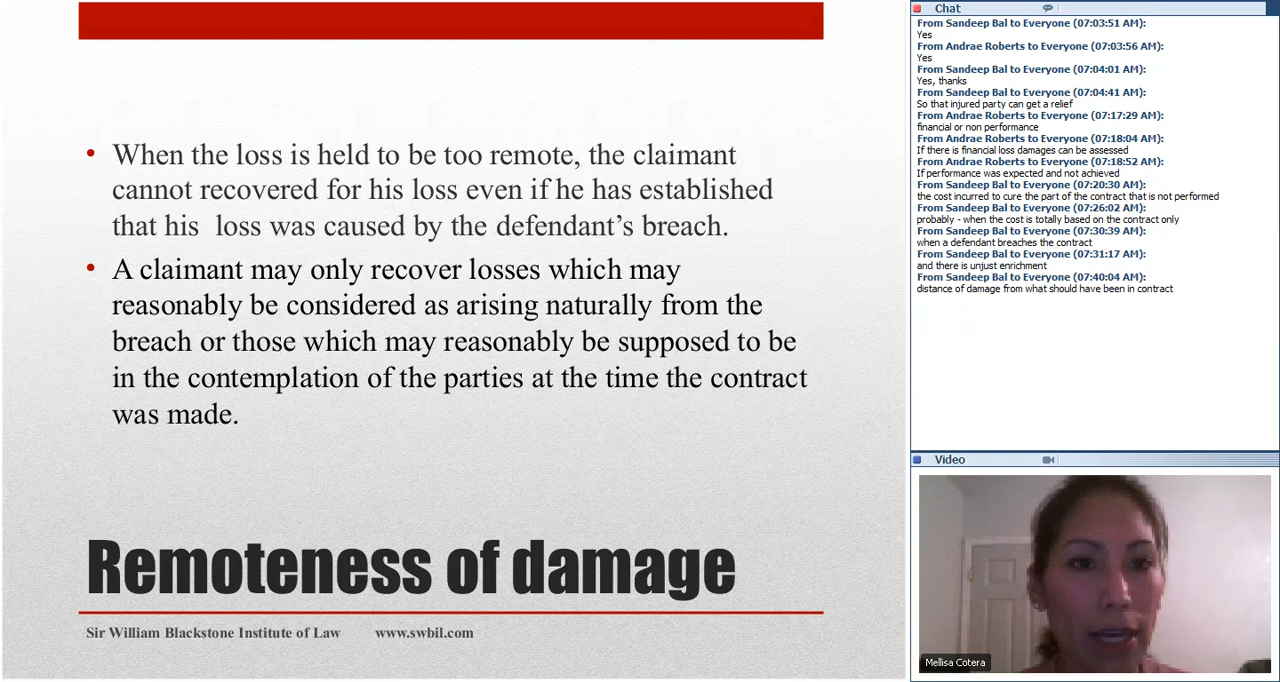 • When the loss is held to be too remote, the claimant
cannot recovered for his loss even if he has established
that his loss was caused by the defendant’s breach.
• A claimant may only recover losses which may
reasonably be considered as arising naturally from the
breach or those which may reasonably be supposed to be
in the contemplation of the parties at the time the contract
was made.
Remoteness of damage
Sir William Blackstone Institute of Law www.swbil.com
Chat
From Sandeep Bal to Everyone (07:03:51 AM):
Yes
From Andrae Roberts to Everyone (07:03:56 AM):
Yes
From Sandeep Bal to Everyone (07:04:01 AM):
Yes, thanks
From Sandeep Bal to Everyone (07:04:41 AM):
So that injured party can get a relief
From Andrae Roberts to Everyone (07:17:29 AM):
financial or non performance
From Andrae Roberts to Everyone (07:18:04 AM):
If there is financial loss damages can be assessed
From Andrae Roberts to Everyone (07:18:52 AM):
If performance was expected and not achieved
From Sandeep Bal to Everyone (07:20:30 AM):
the cost incurred to cure the part of the contract that is not performed
From Sandeep Bal to Everyone (07:26:02 AM):
probably - when the cost is totally based on the contract only
From Sandeep Bal to Everyone (07:30:39 AM):
when a defendant breaches the contract
From Sandeep Bal to Everyone (07:31:17 AM):
and there is unjust enrichment
From Sandeep Bal to Everyone (07:40:04 AM):
distance of damage from what should have been in contract
Video
Mellisa Cotera